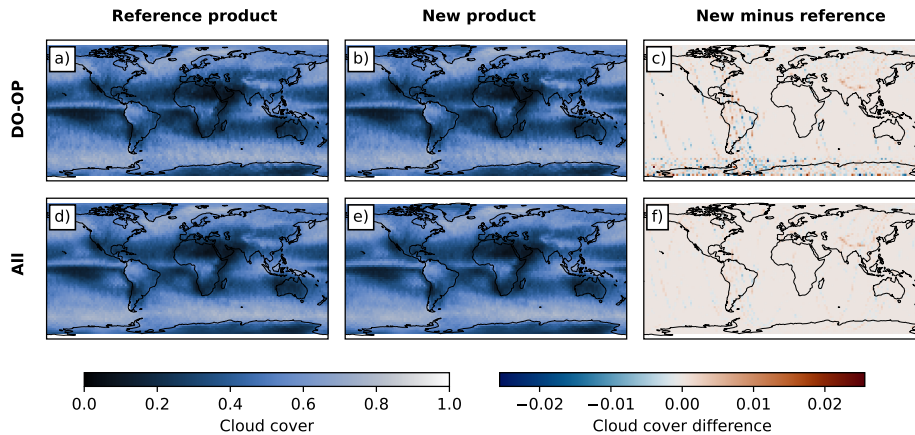 Reference product
New product
New minus reference
DO-OP
a)
b)
c)
All
d)
e)
f)
0.0 0.2 0.4 0.6 0.8 1.0
Cloud cover
−0.02 −0.01 0.00 0.01 0.02
Cloud cover difference